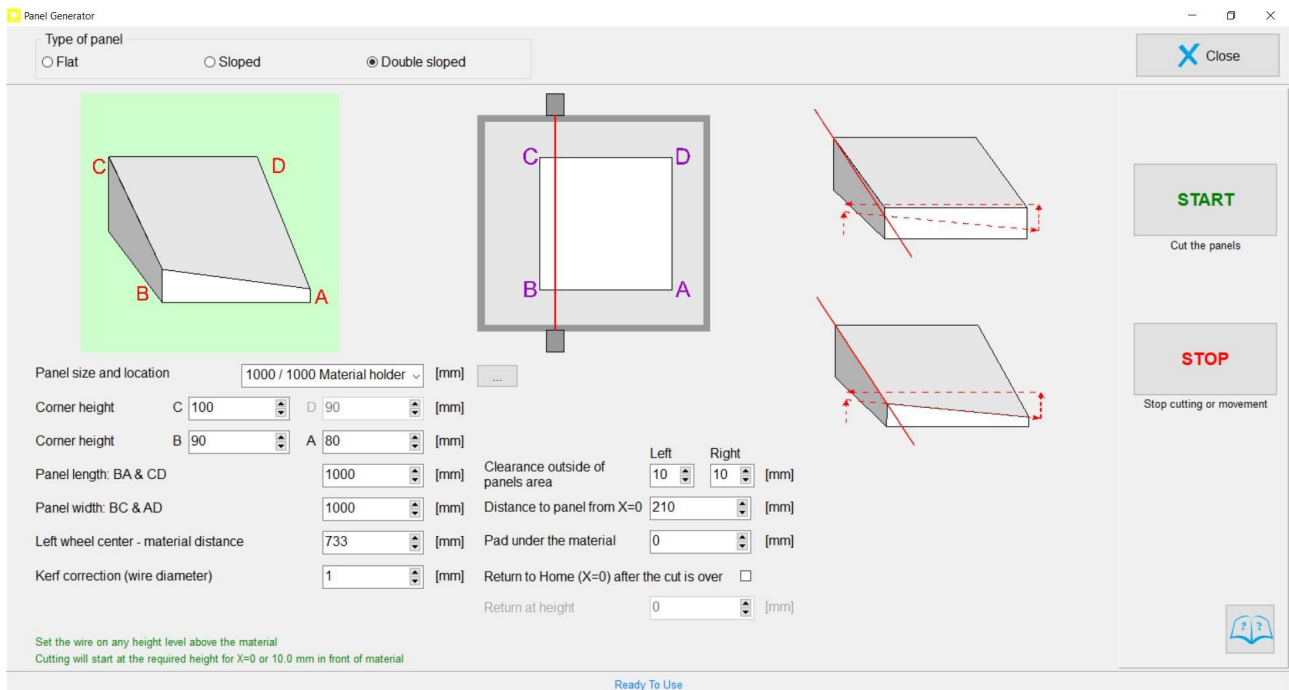 Panel Generator
Type of panel
Flat
Sloped
Double sloped
Close
C
D
B
A
C
D
B
A
START
Cut the panels
STOP
Stop cutting or movement
Panel size and location
1000 / 1000 Material holder
[mm]
...
Corner height
C
100
D
90
[mm]
Corner height
B
90
A
80
[mm]
Panel length: BA & CD
1000
[mm]
Panel width: BC & AD
1000
[mm]
Left wheel center - material distance
733
[mm]
Kerf correction (wire diameter)
1
[mm]
Left
Right
Clearance outside of
panels area
10
10
[mm]
Distance to panel from X=0
210
[mm]
Pad under the material
0
[mm]
Return to Home (X=0) after the cut is over
Return at height
0
[mm]
? ?
Set the wire on any height level above the material
Cutting will start at the required height for X=0 or 10.0 mm in front of material
Ready To Use